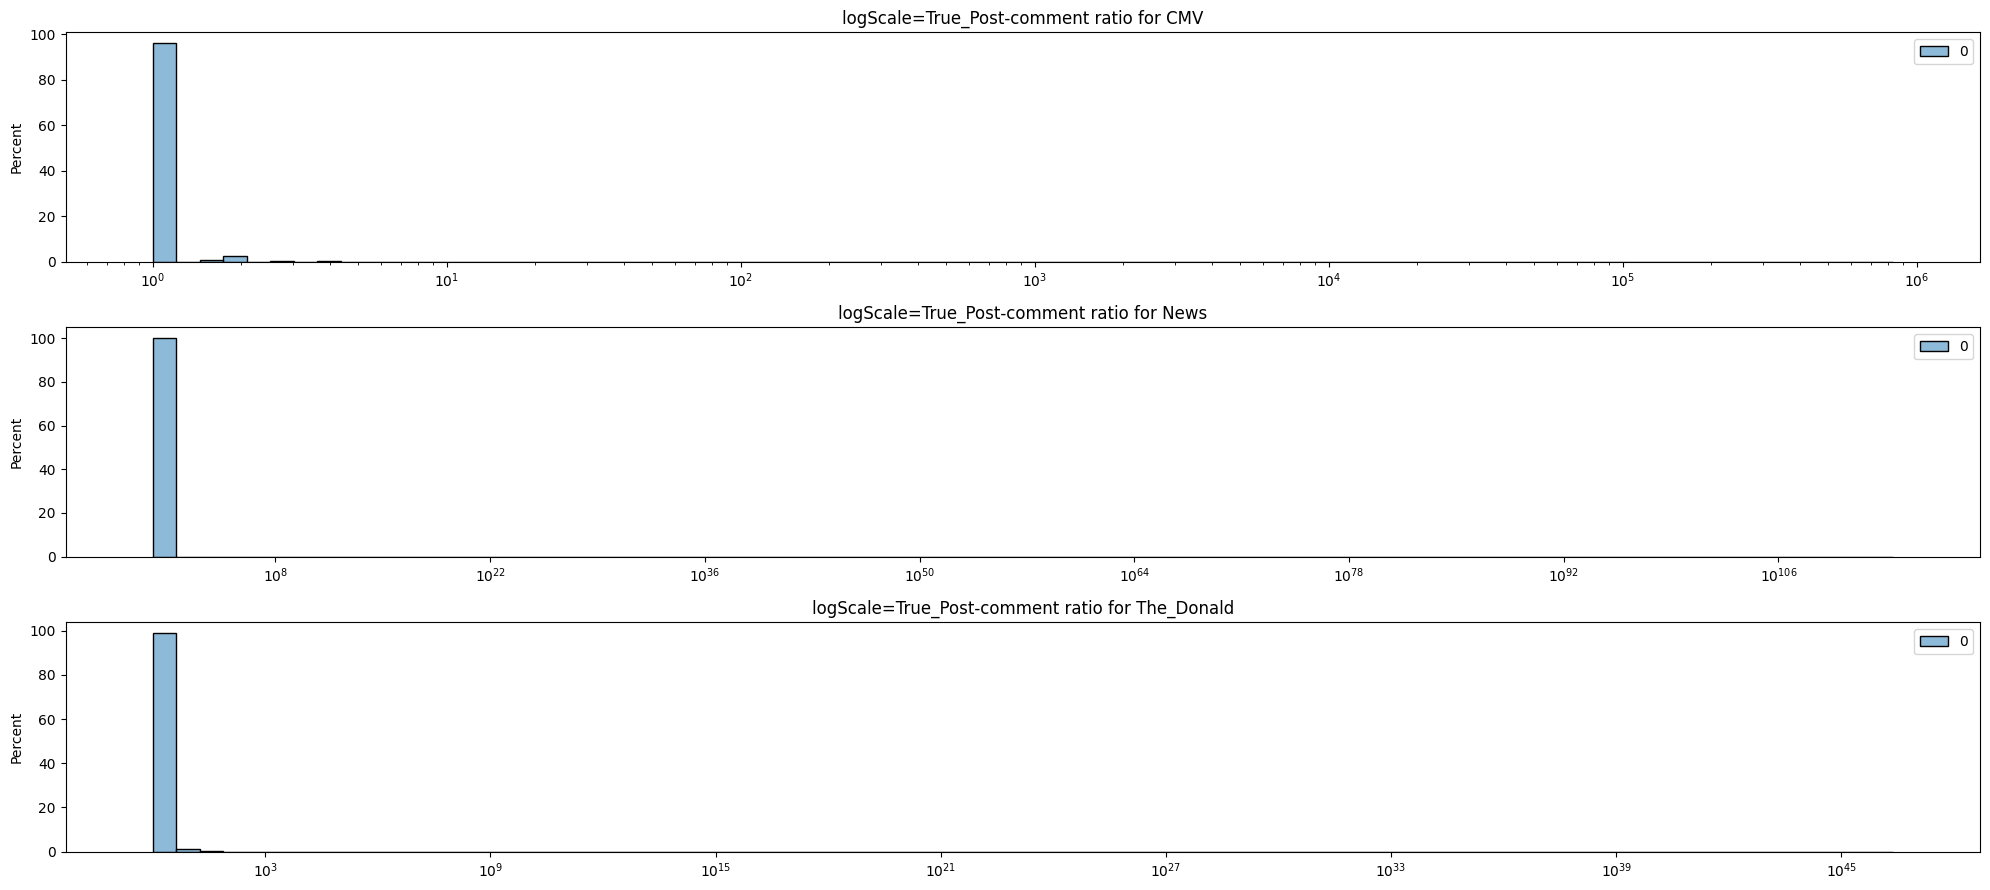 logScale=True_Post-comment ratio for CMV
Percent
100
80
60
40
20
0
0
10^0 10^1 10^2 10^3 10^4 10^5 10^6
logScale=True_Post-comment ratio for News
Percent
100
80
60
40
20
0
0
10^8 10^22 10^36 10^50 10^64 10^78 10^92 10^106
logScale=True_Post-comment ratio for The_Donald
Percent
100
80
60
40
20
0
0
10^3 10^9 10^15 10^21 10^27 10^33 10^39 10^45